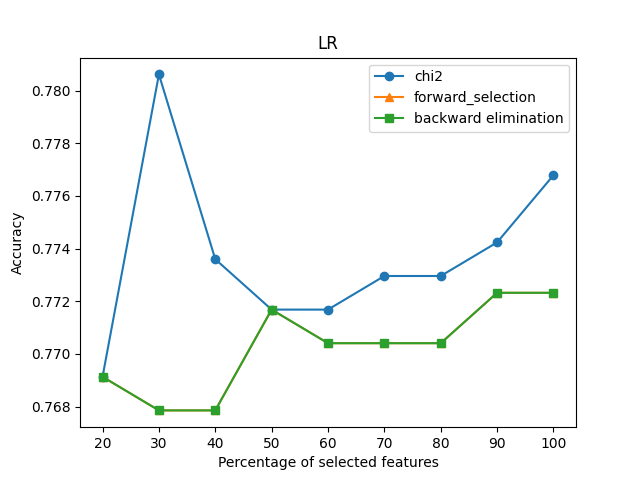 LR
chi2
forward_selection
backward elimination
Accuracy
0.780
0.778
0.776
0.774
0.772
0.770
0.768
20 30 40 50 60 70 80 90 100
Percentage of selected features